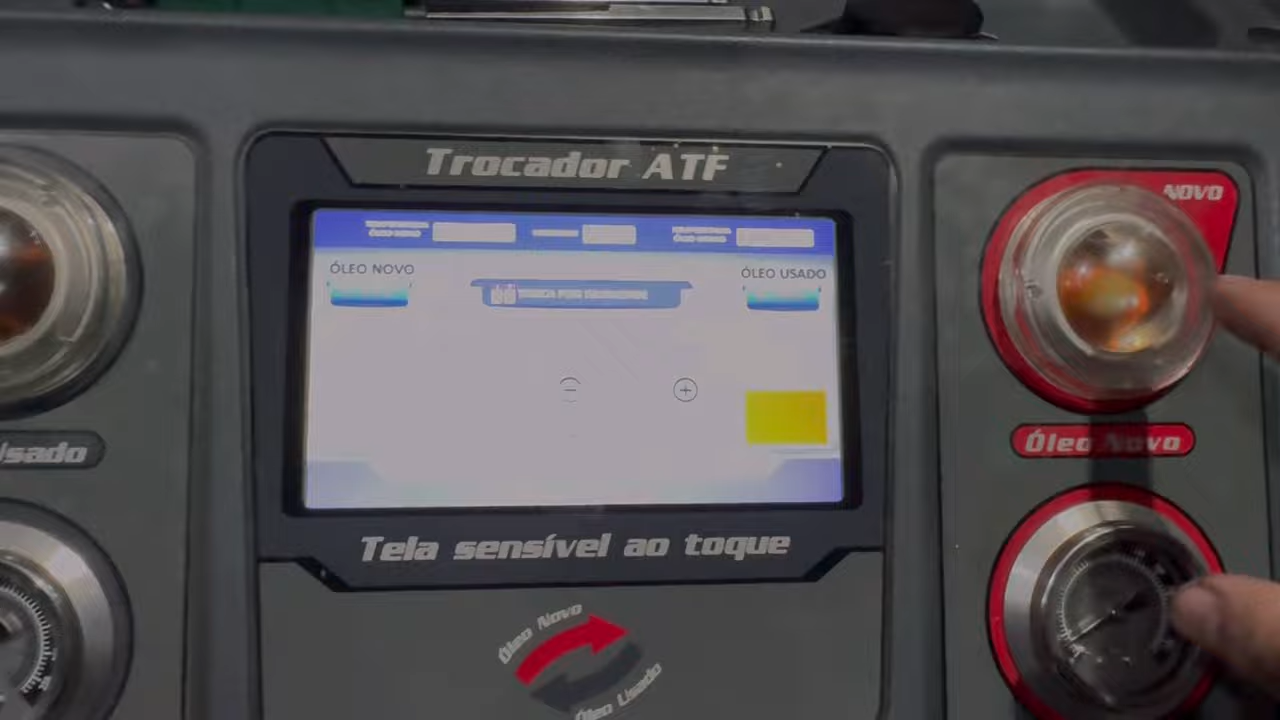 Trocador ATF
NOVO
ÓLEO NOVO
ÓLEO USADO
Usado
Óleo Novo
Tela sensível ao toque
Óleo Novo
Óleo Usado